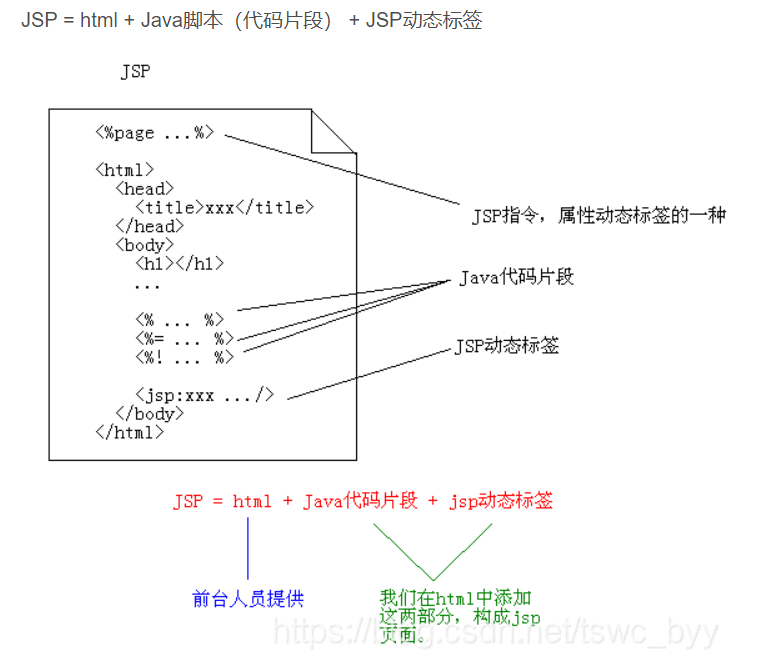 JSP = html + Java脚本（代码片段） + JSP动态标签
JSP
<%page ...%>
<html>
<head>
<title>xxx</title>
</head>
<body>
<h1></h1>
...
<% ... %>
<%= ... %>
<%! ... %>
<jsp:xxx .../>
</body>
</html>
JSP指令，属性动态标签的一种
Java代码片段
JSP动态标签
JSP = html + Java代码片段 + jsp动态标签
前台人员提供
我们在html中添加
这两部分，构成jsp
页面。
https://blog.csdn.net/tswc_byy